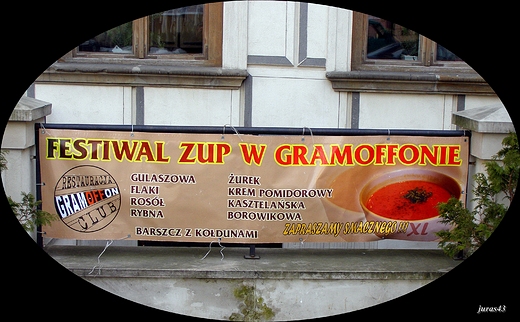 FESTIWAL ZUP W GRAMOFFONIE
RESTAURACJA
GRAMOFFON
CLUB
GULASZOWA
FLAKI
ROSÓŁ
RYBNA
ŻUREK
KREM POMIDOROWY
KASZTELAŃSKA
BOROWIKOWA
BARSZCZ Z KOŁDUNAMI
ZAPRASZAMY SMACZNEGO !!!
XL
juras43